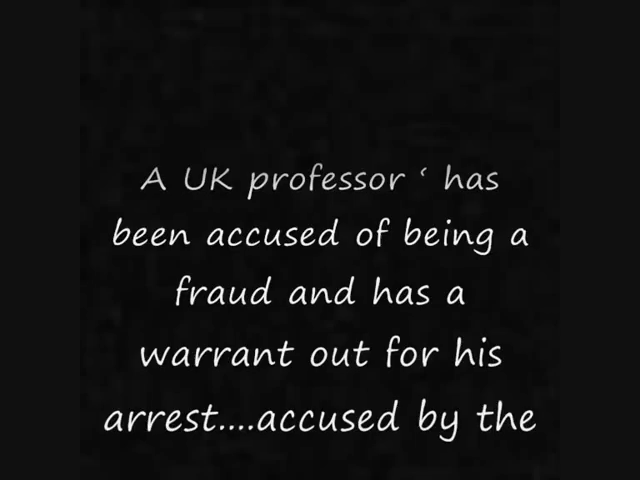 A UK professor ‘ has
been accused of being a
fraud and has a
warrant out for his
arrest....accused by the